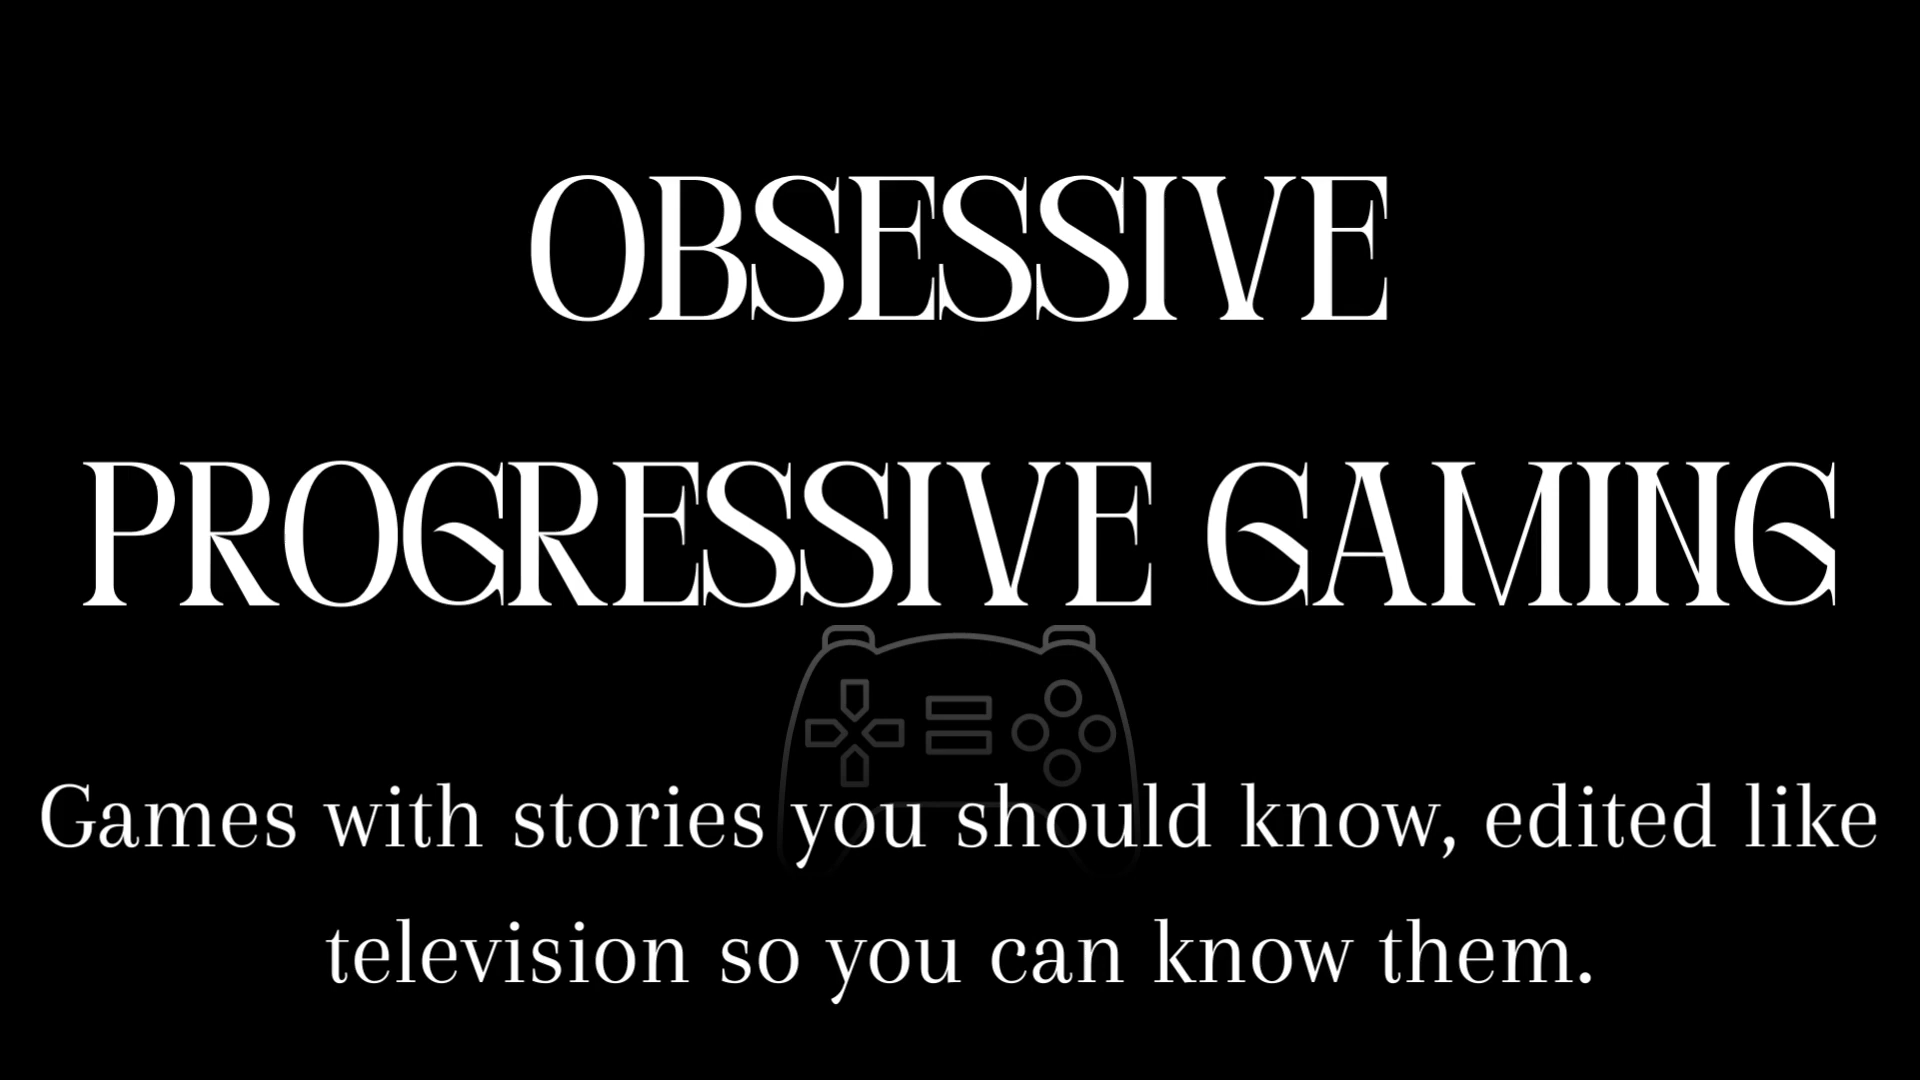 OBSESSIVE
PROGRESSIVE GAMING
Games with stories you should know, edited like
television so you can know them.